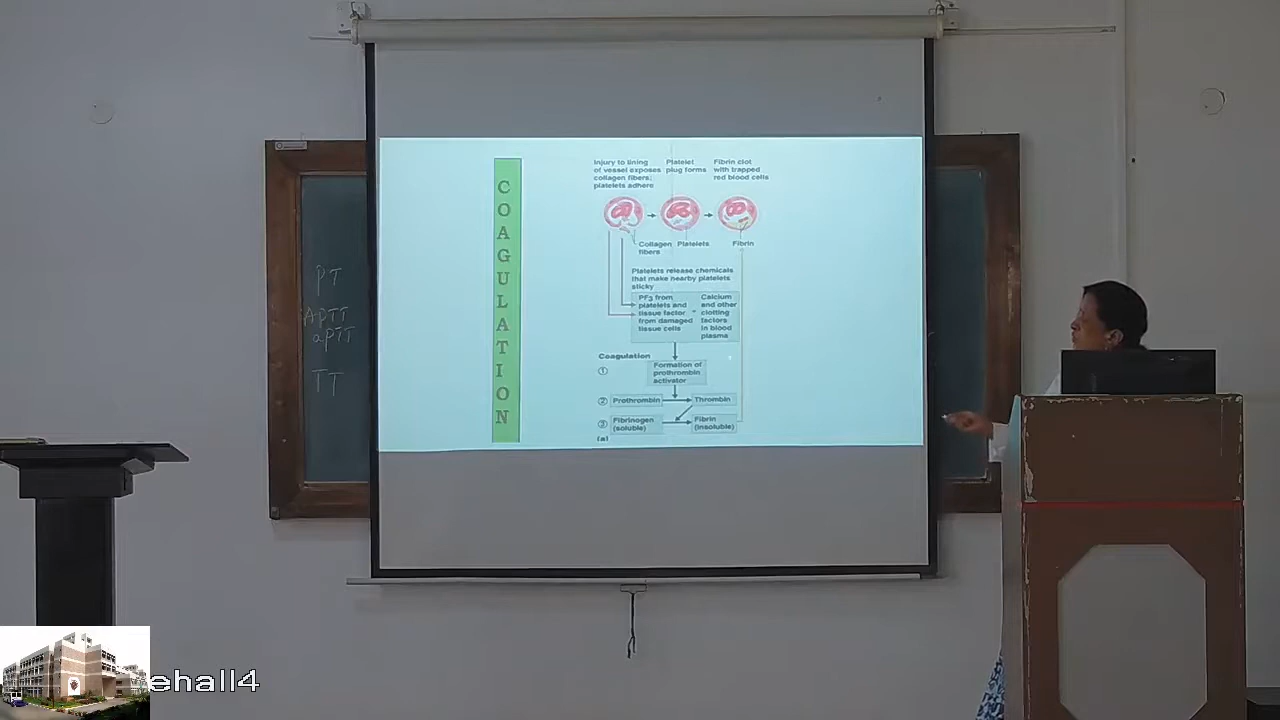 COAGULATION
Injury to lining
of vessel exposes
collagen fibers;
platelets adhere
Platelet
plug forms
Fibrin clot
with trapped
red blood cells
Collagen
fibers
Platelets
Fibrin
Platelets release chemicals
that make nearby platelets
sticky
PF3 from
platelets and
tissue factor
from damaged
tissue cells
Calcium
and other
clotting
factors
in blood
plasma
Coagulation
1
Formation of
prothrombin
activator
2 Prothrombin Thrombin
3 Fibrinogen
(soluble)
Fibrin
(insoluble)
(a)
PT
APTT
aPTT
TT
ehall4